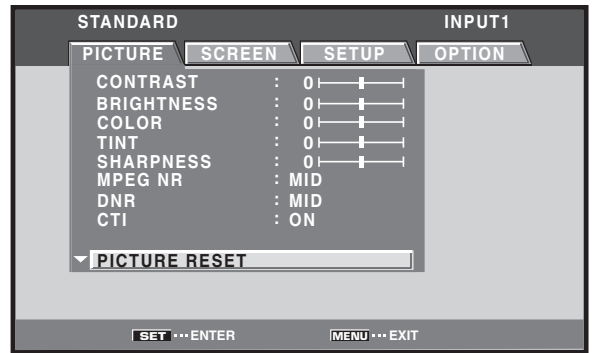 STANDARD INPUT1
PICTURE SCREEN SETUP OPTION
CONTRAST : 0
BRIGHTNESS : 0
COLOR : 0
TINT : 0
SHARPNESS : 0
MPEG NR : MID
DNR : MID
CTI : ON
PICTURE RESET
SET ··· ENTER MENU ··· EXIT